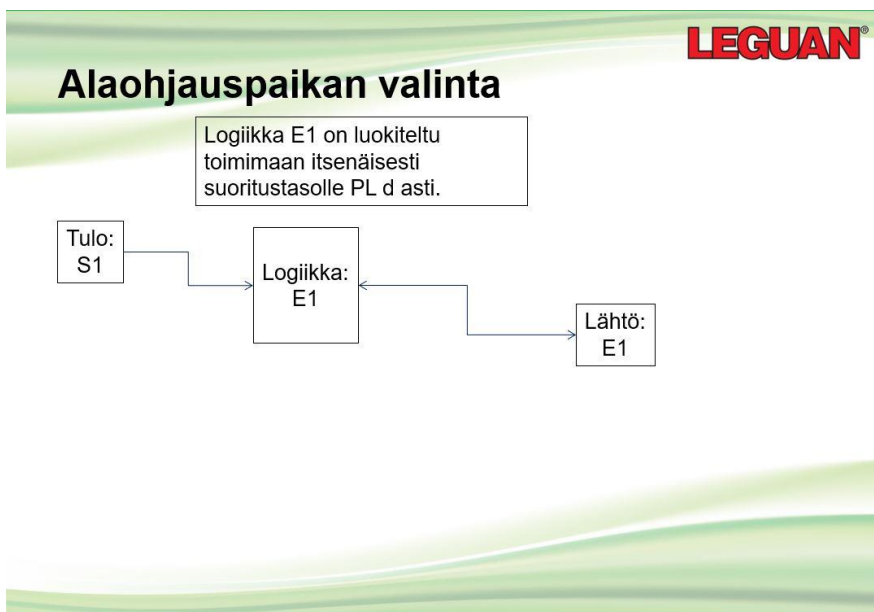 LEGUAN®
Alaohjauspaikan valinta
Logiikka E1 on luokiteltu
toimimaan itsenäisesti
suoritustasolle PL d asti.
Tulo:
S1
Logiikka:
E1
Lähtö:
E1